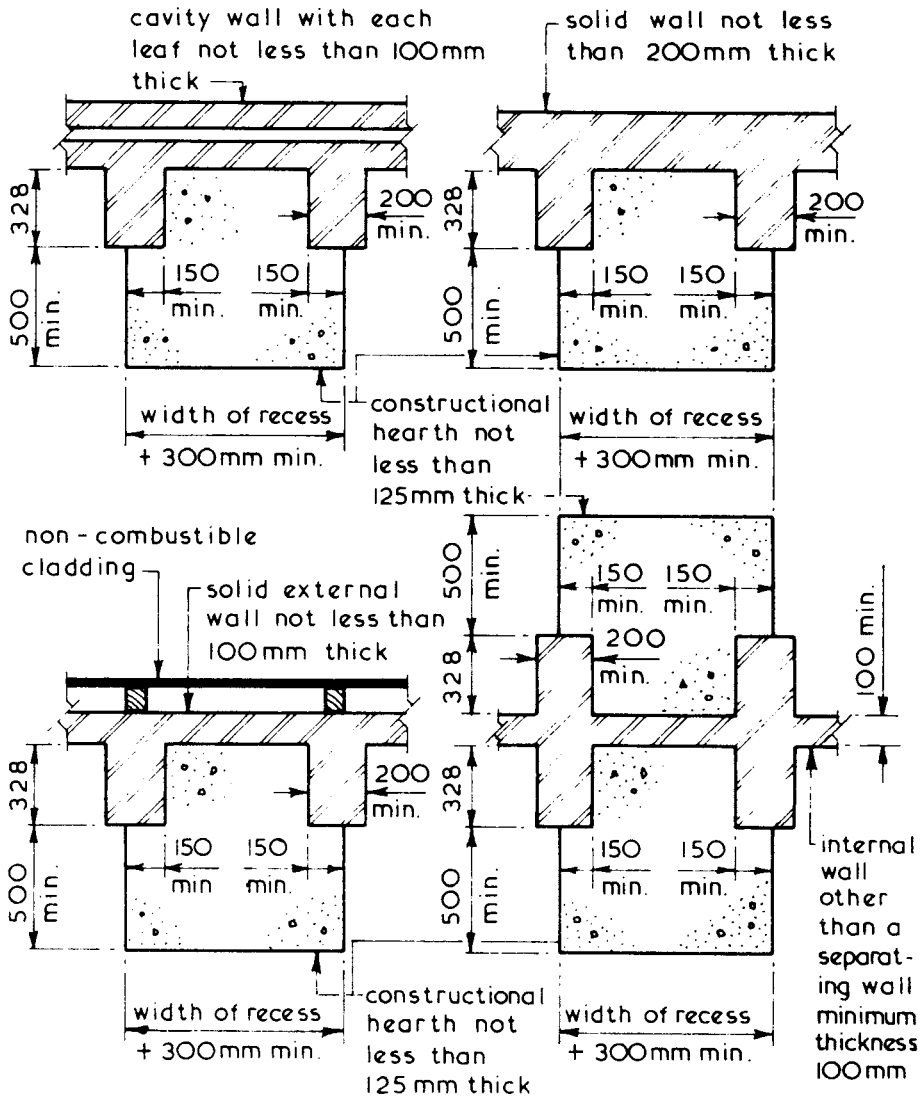 cavity wall with each
leaf not less than 100mm
thick
solid wall not less
than 200mm thick
328
200
min.
500
min.
150
min.
150
min.
328
200
min.
500
min.
150
min.
150
min.
width of recess
+ 300mm min.
constructional
hearth not
less than
125mm thick
width of recess
+ 300mm min.
non-combustible
cladding
solid external
wall not less than
100mm thick
500
min.
150
min.
150
min.
328
200
min.
100 min.
328
200
min.
500
min.
150
min
150
min.
328
500
min.
150
min.
150
min.
internal
wall
other
than a
separat-
ing wall
minimum
thickness
100mm
width of recess
+ 300mm min.
constructional
hearth not
less than
125mm thick
width of recess
+ 300mm min.